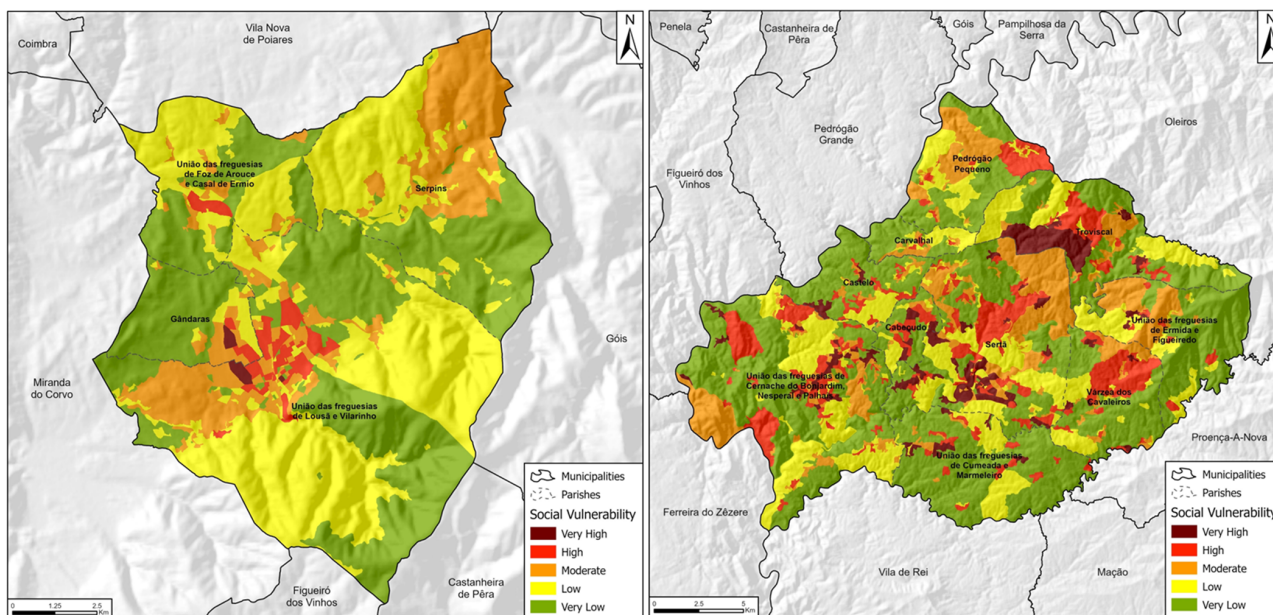 Coimbra
Vila Nova
de Poiares
N
União das freguesias
de Foz de Arouce
e Casal de Ermio
Serpins
Gândaras
Góis
Miranda
do Corvo
União das freguesias
de Lousã e Vilarinho
Figueiró
dos Vinhos
Castanheira
de Pêra
Municipalities
Parishes
Social Vulnerability
Very High
High
Moderate
Low
Very Low
0 1.25 2.5
Km
Penela
Castanheira de
Pêra
Góis
Pampilhosa da
Serra
N
Oleiros
Pedrógão
Grande
Figueiró dos
Vinhos
Pedrógão
Pequeno
Carvalhal
Troviscal
Castelo
Cabeçudo
Sertã
União das freguesias
de Ermida e
Figueiredo
União das freguesias de
Cernache do Bonjardim,
Nesperal e Palhais
Várzea dos
Cavaleiros
União das freguesias
de Cumeada e
Marmeleiro
Proença-A-Nova
Ferreira do Zêzere
Vila de Rei
Mação
Municipalities
Parishes
Social Vulnerability
Very High
High
Moderate
Low
Very Low
0 2.5 5
Km